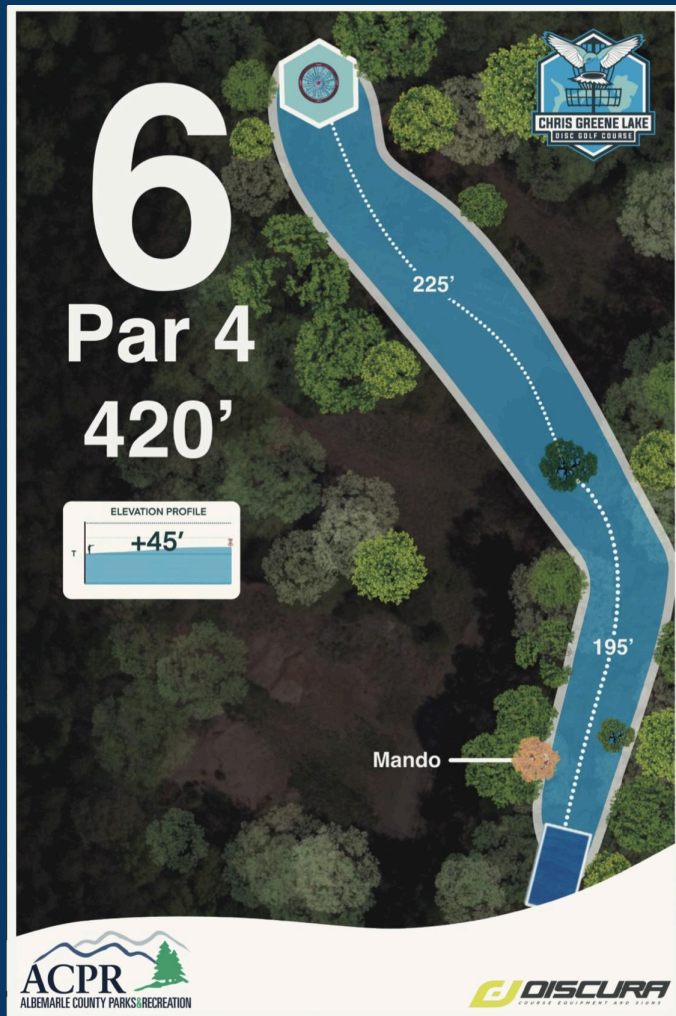 6
Par 4
420’
ELEVATION PROFILE
+45’
T
CHRIS GREENE LAKE
DISC GOLF COURSE
225’
195’
Mando
ACPR
ALBEMARLE COUNTY PARKS&RECREATION
DISCURA
COURSE EQUIPMENT AND SIGNS